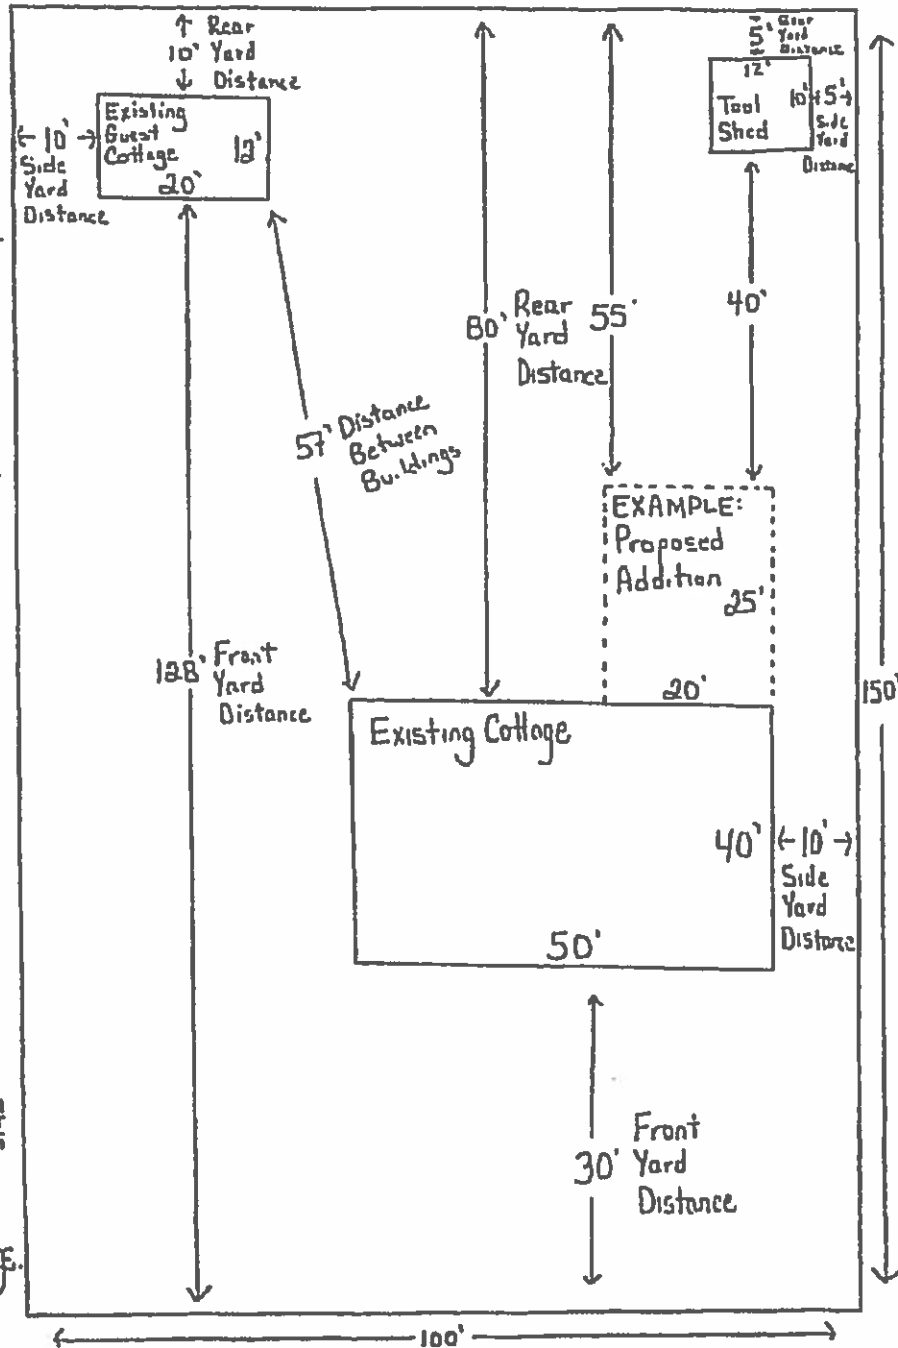 Rear
10' Yard
Distance
Existing
Guest
Cottage
12'
20'
10'
Side
Yard
Distance
5' Rear
Yard
Distance
12'
Tool
Shed
10'
5'
Side
Yard
Distance
80' Rear
Yard
Distance
55'
40'
57' Distance
Between
Buildings
EXAMPLE:
Proposed
Addition
25'
20'
128' Front
Yard
Distance
150'
Existing Cottage
40'
50'
10'
Side
Yard
Distance
30' Front
Yard
Distance
100'